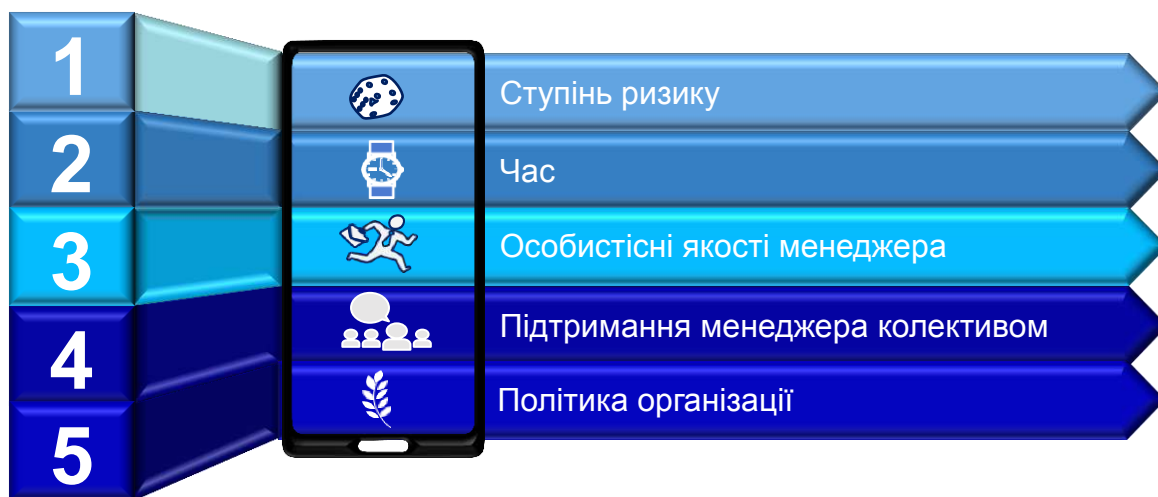 1 Ступінь ризику
2 Час
3 Особистісні якості менеджера
4 Підтримання менеджера колективом
5 Політика організації